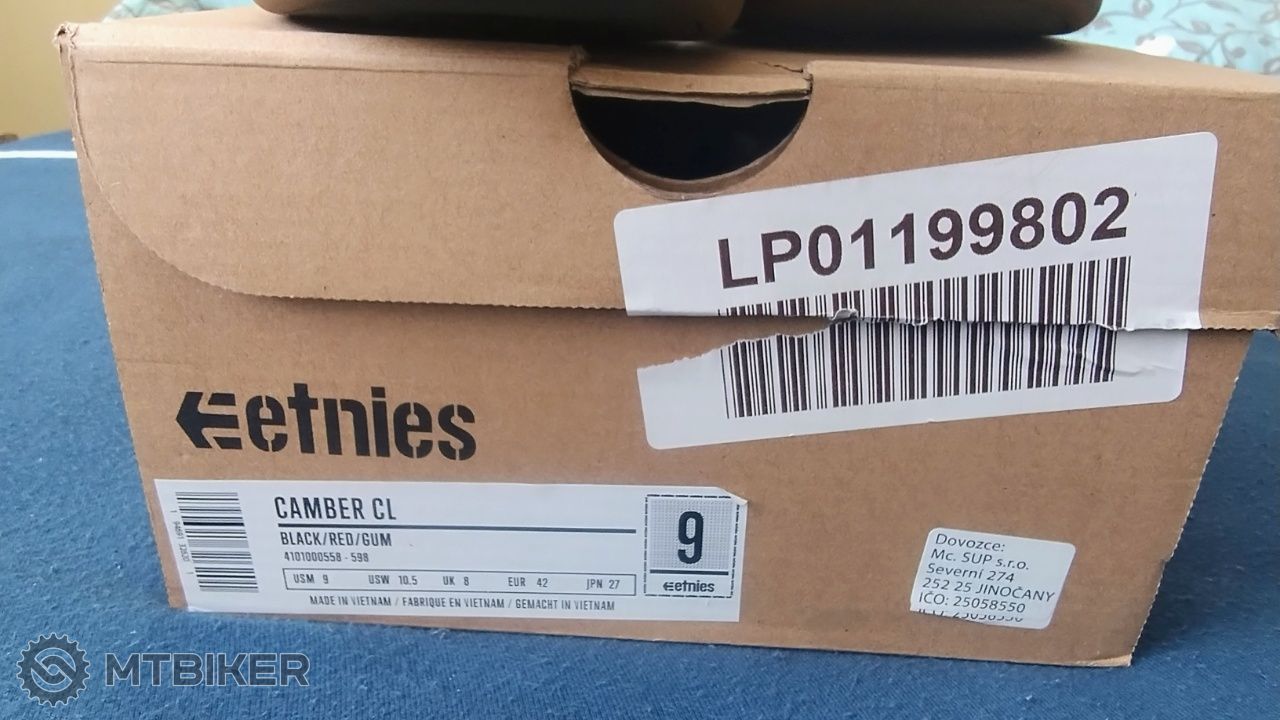 LP01199802
etnies
CAMBER CL
BLACK/RED/GUM
4101000558 - 598
USM 9 USW 10.5 UK 8 EUR 42 JPN 27
MADE IN VIETNAM / FABRIQUE EN VIETNAM / GEMACHT IN VIETNAM
9
etnies
Dovozce:
Mc. SUP s.r.o.
Severní 274
252 25 JINOČANY
IČO: 25058550
MTBIKER